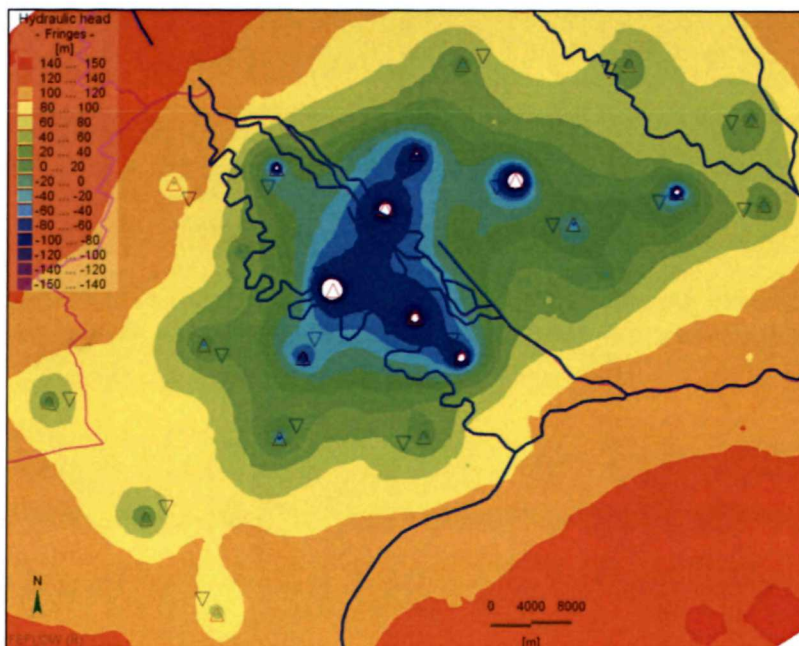 Hydraulic head
- Fringes -
[m]
140 ... 150
120 ... 140
100 ... 120
80 ... 100
60 ... 80
40 ... 60
20 ... 40
0 ... 20
-20 ... 0
-40 ... -20
-60 ... -40
-80 ... -60
-100 ... -80
-120 ... -100
-140 ... -120
-150 ... -140
N
0 4000 8000
[m]
FEFLOW (R)